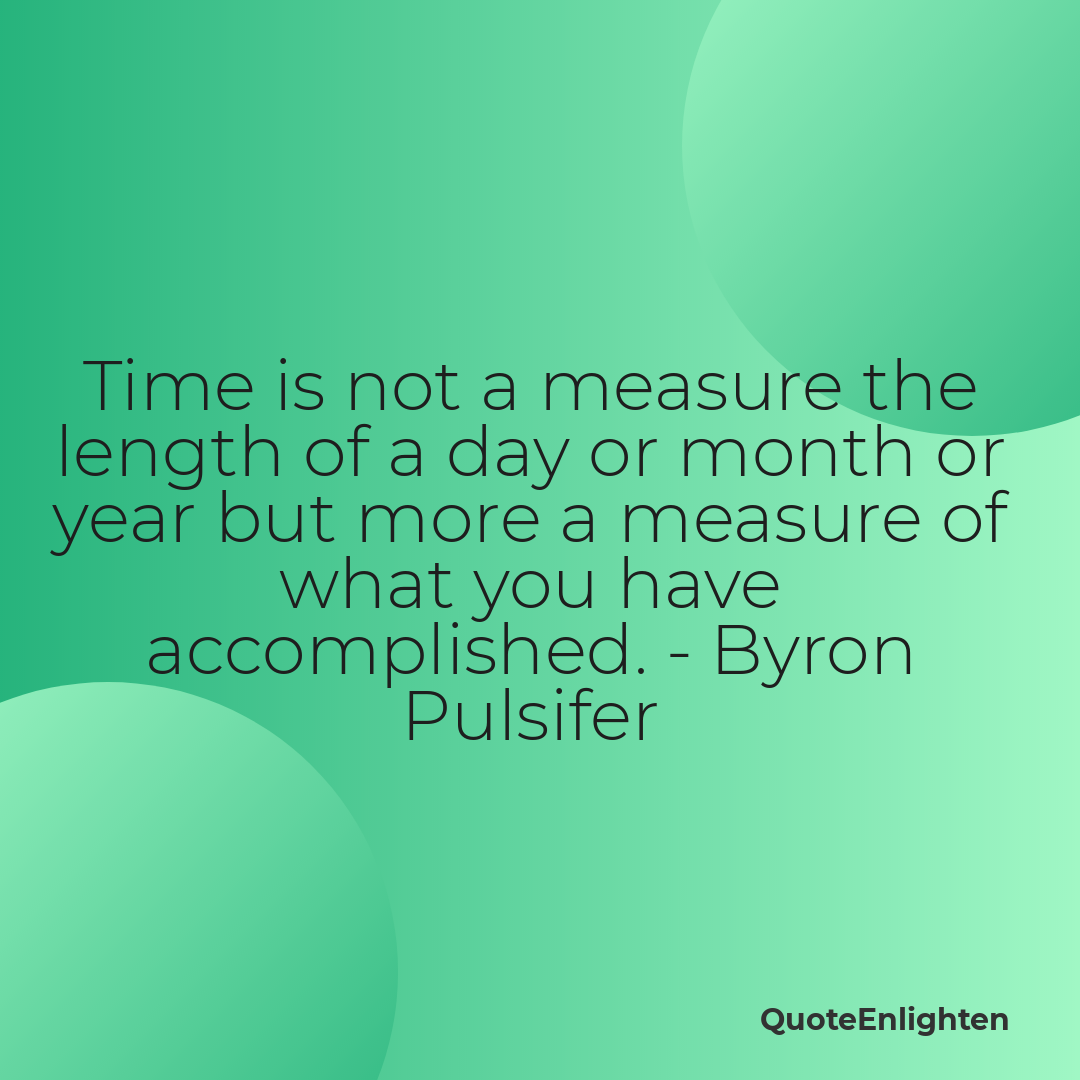 Time is not a measure the
length of a day or month or
year but more a measure of
what you have
accomplished. - Byron
Pulsifer
QuoteEnlighten